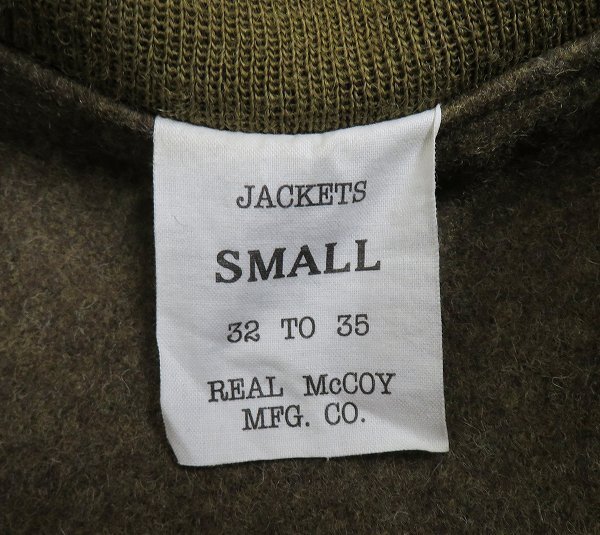 JACKETS
SMALL
32 TO 35
REAL McCOY
MFG. CO.